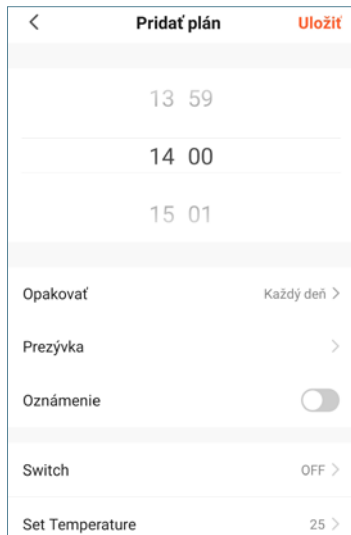 Pridať plán Uložiť
13 59
14 00
15 01
Opakovať Každý deň
Prezývka
Oznámenie
Switch OFF
Set Temperature 25